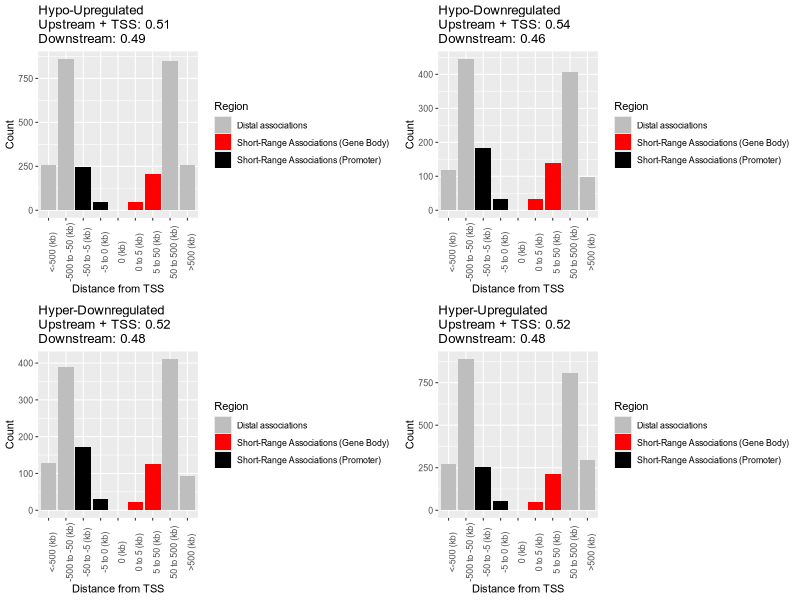 Hypo-Upregulated
Upstream + TSS: 0.51
Downstream: 0.49
750
500
250
0
Count
<-500 (kb)
-500 to -50 (kb)
-50 to -5 (kb)
-5 to 0 (kb)
0 (kb)
0 to 5 (kb)
5 to 50 (kb)
50 to 500 (kb)
>500 (kb)
Distance from TSS
Region
Distal associations
Short-Range Associations (Gene Body)
Short-Range Associations (Promoter)
Hypo-Downregulated
Upstream + TSS: 0.54
Downstream: 0.46
400
300
200
100
0
Count
<-500 (kb)
-500 to -50 (kb)
-50 to -5 (kb)
-5 to 0 (kb)
0 (kb)
0 to 5 (kb)
5 to 50 (kb)
50 to 500 (kb)
>500 (kb)
Distance from TSS
Region
Distal associations
Short-Range Associations (Gene Body)
Short-Range Associations (Promoter)
Hyper-Downregulated
Upstream + TSS: 0.52
Downstream: 0.48
400
300
200
100
0
Count
<-500 (kb)
-500 to -50 (kb)
-50 to -5 (kb)
-5 to 0 (kb)
0 (kb)
0 to 5 (kb)
5 to 50 (kb)
50 to 500 (kb)
>500 (kb)
Distance from TSS
Region
Distal associations
Short-Range Associations (Gene Body)
Short-Range Associations (Promoter)
Hyper-Upregulated
Upstream + TSS: 0.52
Downstream: 0.48
750
500
250
0
Count
<-500 (kb)
-500 to -50 (kb)
-50 to -5 (kb)
-5 to 0 (kb)
0 (kb)
0 to 5 (kb)
5 to 50 (kb)
50 to 500 (kb)
>500 (kb)
Distance from TSS
Region
Distal associations
Short-Range Associations (Gene Body)
Short-Range Associations (Promoter)